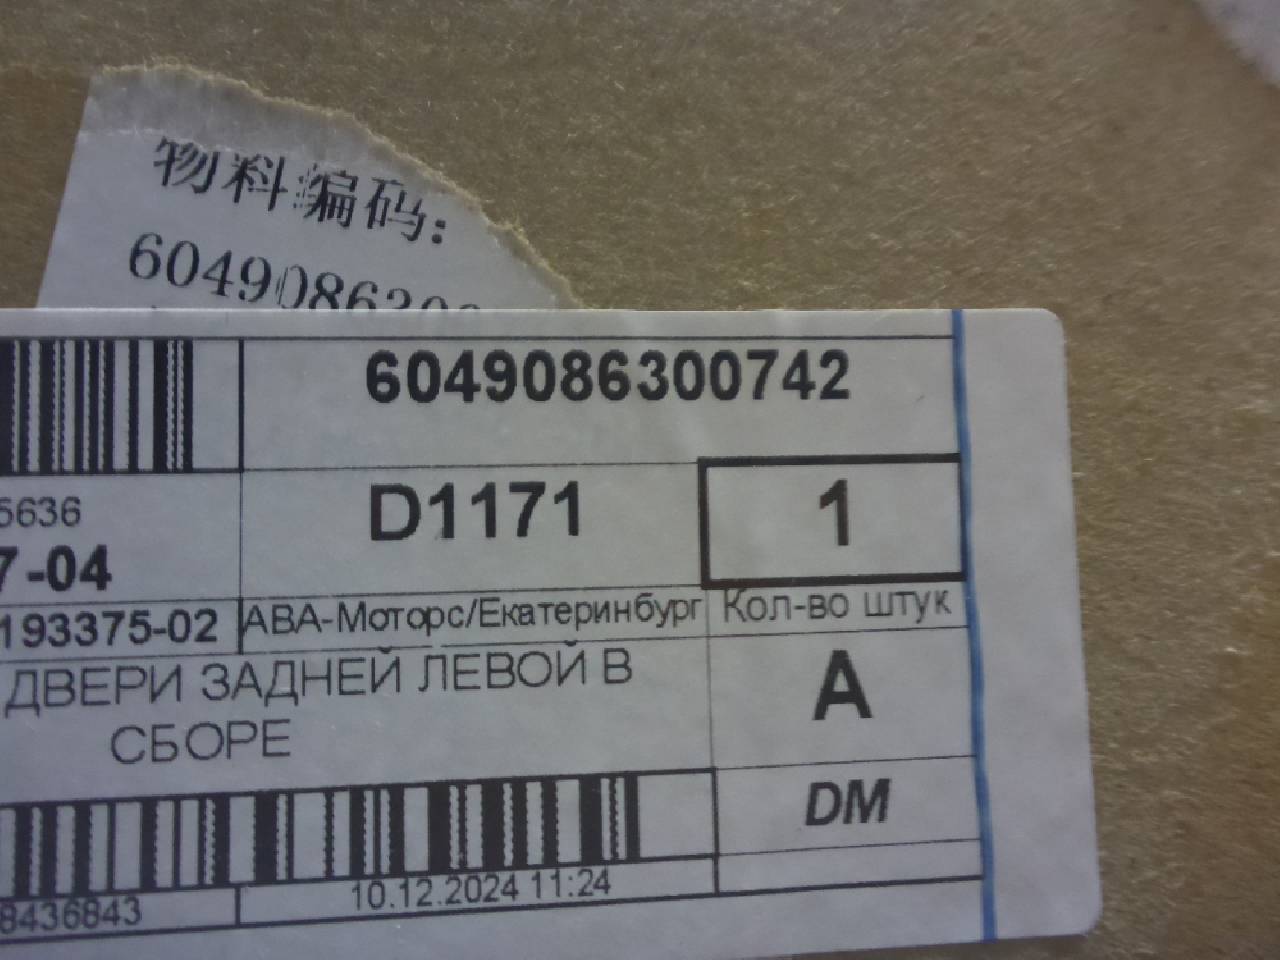 物料编码:
6049086300
6049086300742
D1171
1
5636
7-04
193375-02
АВА-Моторс/Екатеринбург
Кол-во штук
ДВЕРИ ЗАДНЕЙ ЛЕВОЙ В
СБОРЕ
A
DM
8436843
10.12.2024 11:24